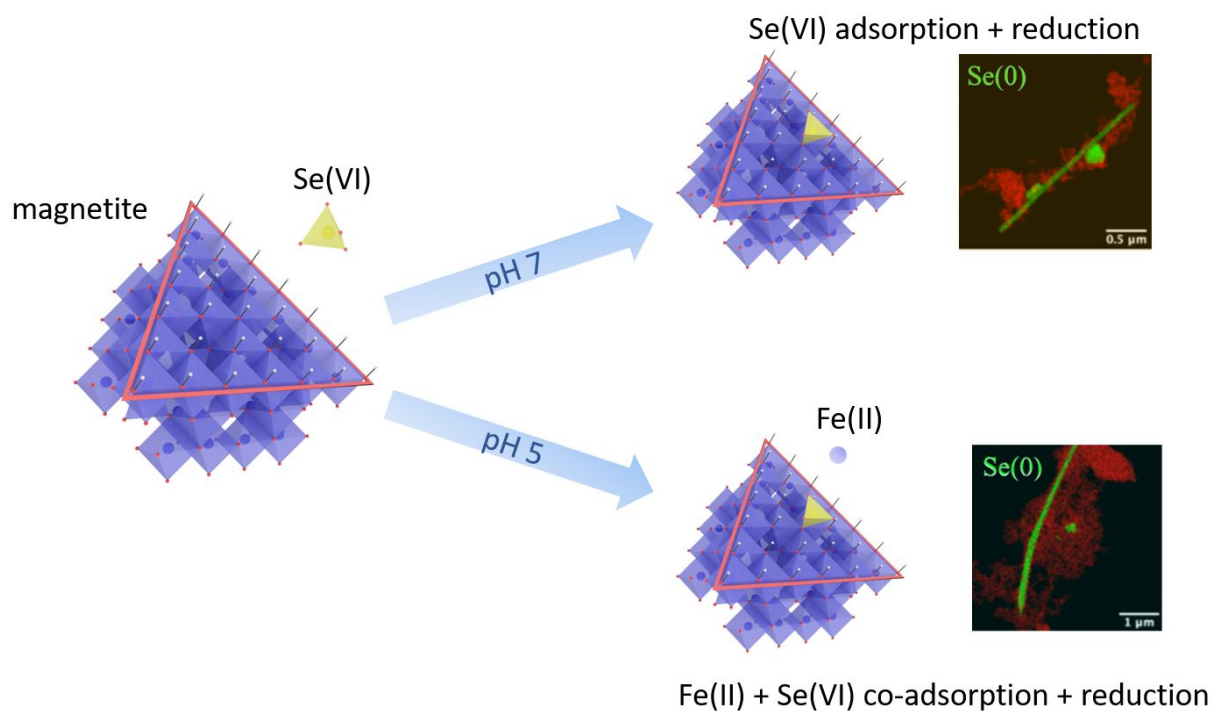 Se(VI) adsorption + reduction
Se(0)
0.5 µm
Se(VI)
magnetite
pH 7
pH 5
Fe(II)
Se(0)
1 µm
Fe(II) + Se(VI) co-adsorption + reduction